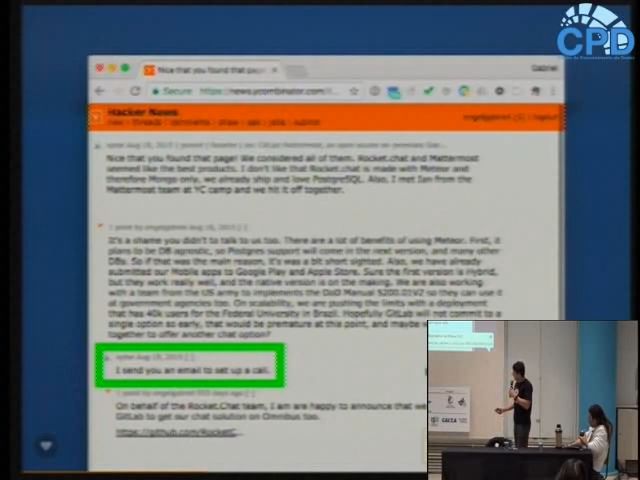 CPD
Nice that you found that page
Gabriel
Secure https://news.ycombinator.com/i...
Hacker News
new | threads | comments | show | ask | jobs | submit
logout
Nice that you found that page! We considered all of them. Rocket.chat and Mattermost
seemed like the best products. I don't like that Rocket.chat is made with Meteor and
therefore Mongo only, we already ship and love PostgreSQL. Also, I met Ian from the
Mattermost team at YC camp and we hit it off together.
It's a shame you didn't to talk to us too. There are a lot of benefits of using Meteor. First, it
plans to be DB agnostic, so Postgres support will come in the next version, and many other
DBs. So if that was the main reason, it's was a bit short sighted. Also, we have already
submitted our Mobile apps to Google Play and Apple Store. Sure the first version is Hybrid,
but they work really well, and the native version is on the making. We are also working
with a team from the US army to implements the DoD Manual 5200.01V2 so they can use it
at government agencies too. On scalability, we are pushing the limits with a deployment
that has 40k users for the Federal University in Brazil. Hopefully GitLab will not commit to a
single option so early, that would be premature at this point, and maybe w
together to offer another chat option?
sytse Aug 18, 2015 [-]
I send you an email to set up a call.
On behalf of the Rocket.Chat team, I am are happy to announce that we
GitLab to get our chat solution on Omnibus too.
https://github.com/RocketC...
CAIXA